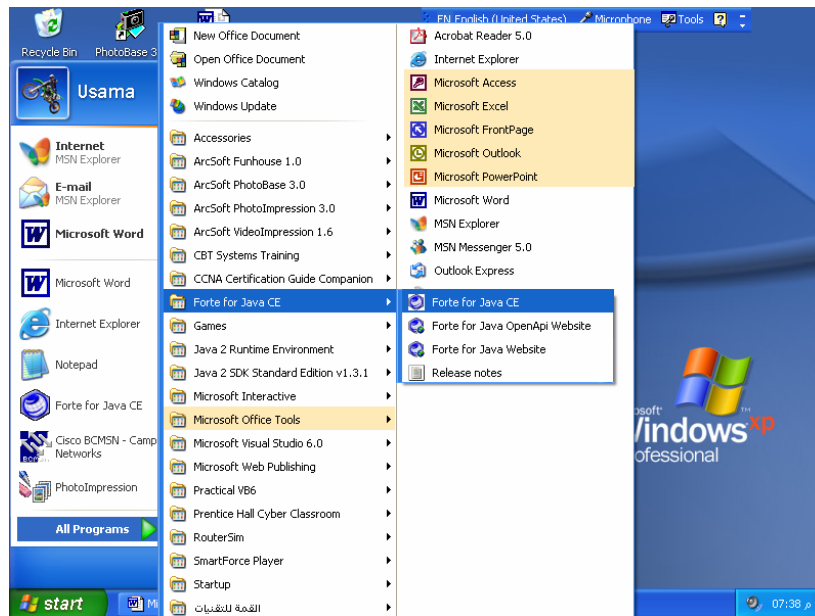 EN English (United States) Microphone Tools
Recycle Bin
PhotoBase 3
Usama
Internet
MSN Explorer
E-mail
MSN Explorer
Microsoft Word
Microsoft Word
Internet Explorer
Notepad
Forte for Java CE
Cisco BCMSN - Camp
Networks
PhotoImpression
All Programs
New Office Document
Open Office Document
Windows Catalog
Windows Update
Accessories
ArcSoft Funhouse 1.0
ArcSoft PhotoBase 3.0
ArcSoft PhotoImpression 3.0
ArcSoft VideoImpression 1.6
CBT Systems Training
CCNA Certification Guide Companion
Forte for Java CE
Games
Java 2 Runtime Environment
Java 2 SDK Standard Edition v1.3.1
Microsoft Interactive
Microsoft Office Tools
Microsoft Visual Studio 6.0
Microsoft Web Publishing
Practical VB6
Prentice Hall Cyber Classroom
RouterSim
SmartForce Player
Startup
القمة للتقنيات
Acrobat Reader 5.0
Internet Explorer
Microsoft Access
Microsoft Excel
Microsoft FrontPage
Microsoft Outlook
Microsoft PowerPoint
Microsoft Word
MSN Explorer
MSN Messenger 5.0
Outlook Express
Forte for Java CE
Forte for Java OpenApi Website
Forte for Java Website
Release notes
osoft
Windows xp
ofessional
start
Mi
07:38 م